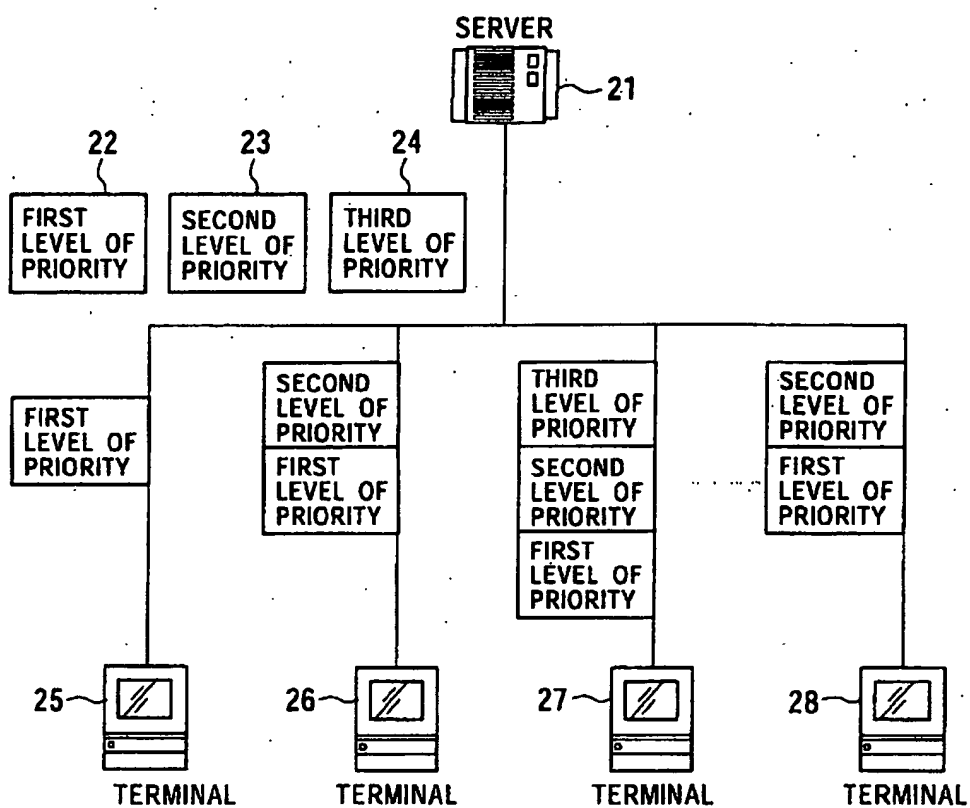 SERVER
21
22
23
24
FIRST
LEVEL OF
PRIORITY
SECOND
LEVEL OF
PRIORITY
THIRD
LEVEL OF
PRIORITY
FIRST
LEVEL OF
PRIORITY
SECOND
LEVEL OF
PRIORITY
FIRST
LEVEL OF
PRIORITY
THIRD
LEVEL OF
PRIORITY
SECOND
LEVEL OF
PRIORITY
FIRST
LEVEL OF
PRIORITY
SECOND
LEVEL OF
PRIORITY
FIRST
LEVEL OF
PRIORITY
25
26
27
28
TERMINAL
TERMINAL
TERMINAL
TERMINAL